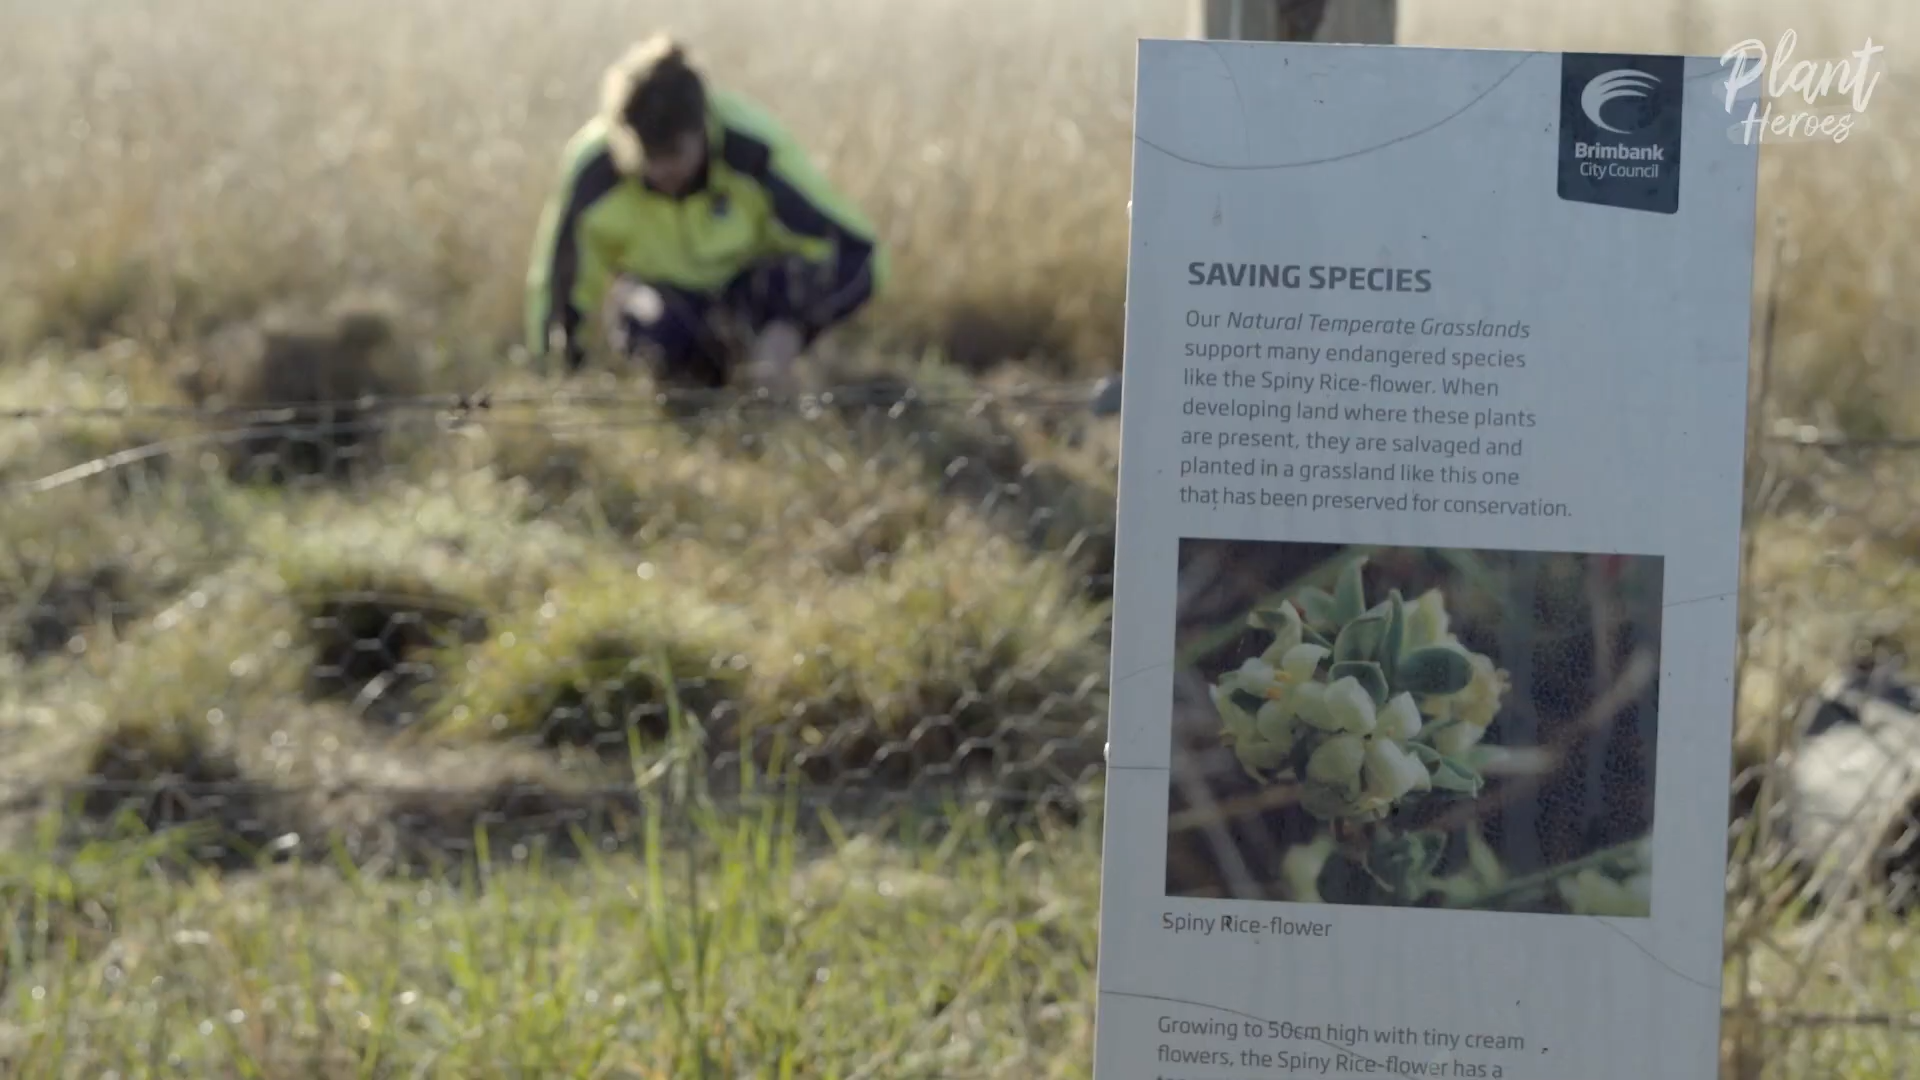 Plant
Heroes
Brimbank
City Council
SAVING SPECIES
Our Natural Temperate Grasslands
support many endangered species
like the Spiny Rice-flower. When
developing land where these plants
are present, they are salvaged and
planted in a grassland like this one
that has been preserved for conservation.
Spiny Rice-flower
Growing to 50cm high with tiny cream
flowers, the Spiny Rice-flower has a